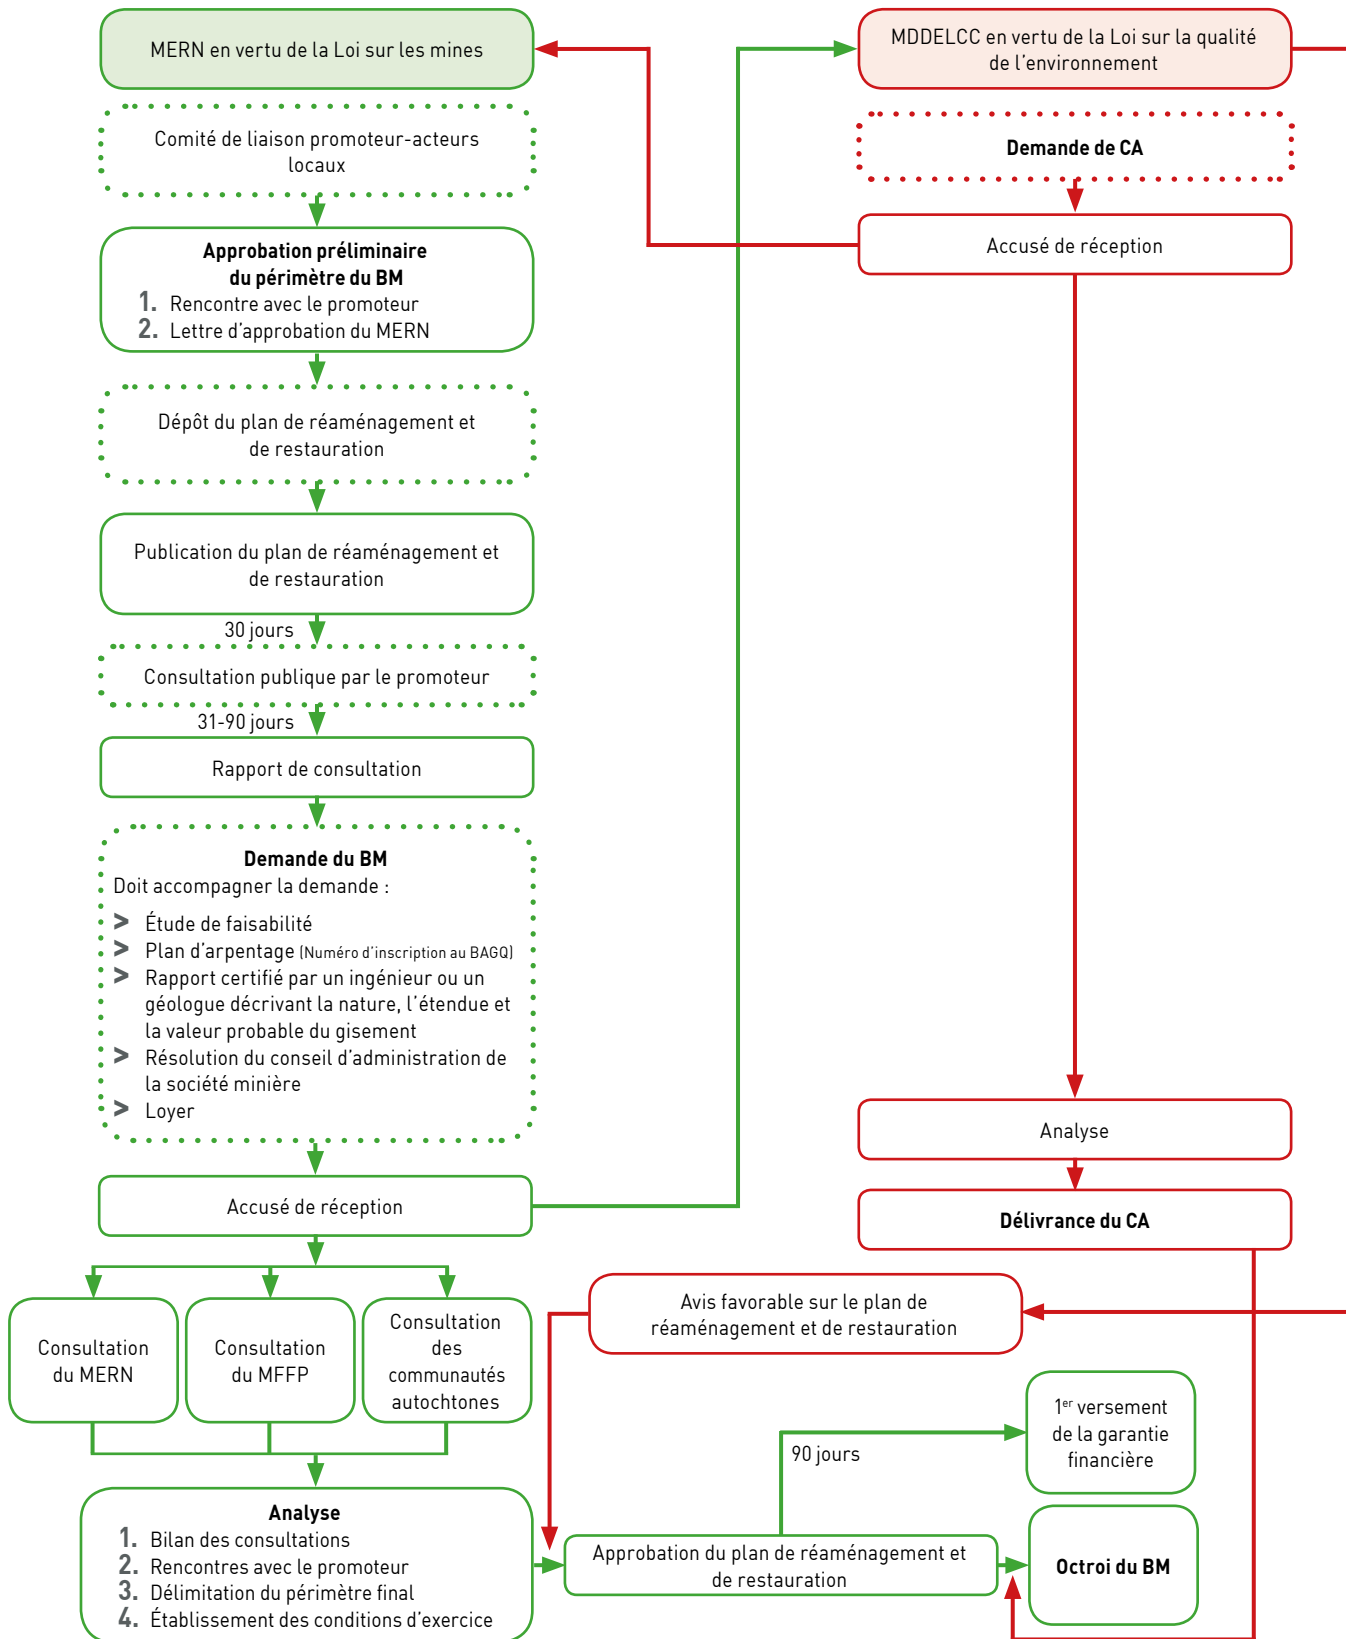 MERN en vertu de la Loi sur les mines
Comité de liaison promoteur-acteurs
locaux
Approbation préliminaire
du périmètre du BM
1. Rencontre avec le promoteur
2. Lettre d'approbation du MERN
Dépôt du plan de réaménagement et
de restauration
Publication du plan de réaménagement et
de restauration
30 jours
Consultation publique par le promoteur
31-90 jours
Rapport de consultation
Demande du BM
Doit accompagner la demande :
> Étude de faisabilité
> Plan d'arpentage (Numéro d'inscription au BAGQ)
> Rapport certifié par un ingénieur ou un
géologue décrivant la nature, l'étendue et
la valeur probable du gisement
> Résolution du conseil d'administration de
la société minière
> Loyer
Accusé de réception
Consultation
du MERN
Consultation
du MFFP
Consultation
des
communautés
autochtones
Analyse
1. Bilan des consultations
2. Rencontres avec le promoteur
3. Délimitation du périmètre final
4. Établissement des conditions d'exercice
MDDELCC en vertu de la Loi sur la qualité
de l'environnement
Demande de CA
Accusé de réception
Analyse
Délivrance du CA
Avis favorable sur le plan de
réaménagement et de restauration
90 jours
1er versement
de la garantie
financière
Approbation du plan de réaménagement et
de restauration
Octroi du BM